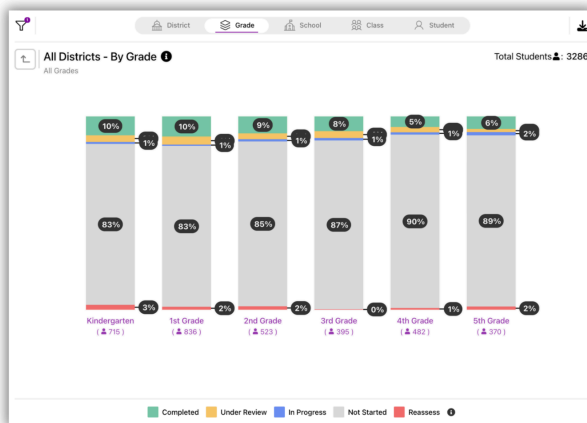 District
Grade
School
Class
Student
All Districts - By Grade
Total Students: 3286
All Grades
10%
10%
9%
8%
5%
6%
1%
1%
1%
1%
1%
2%
83%
83%
85%
87%
90%
89%
3%
2%
2%
0%
1%
2%
Kindergarten
1st Grade
2nd Grade
3rd Grade
4th Grade
5th Grade
( 715 )
( 836 )
( 523 )
( 395 )
( 482 )
( 370 )
Completed
Under Review
In Progress
Not Started
Reassess